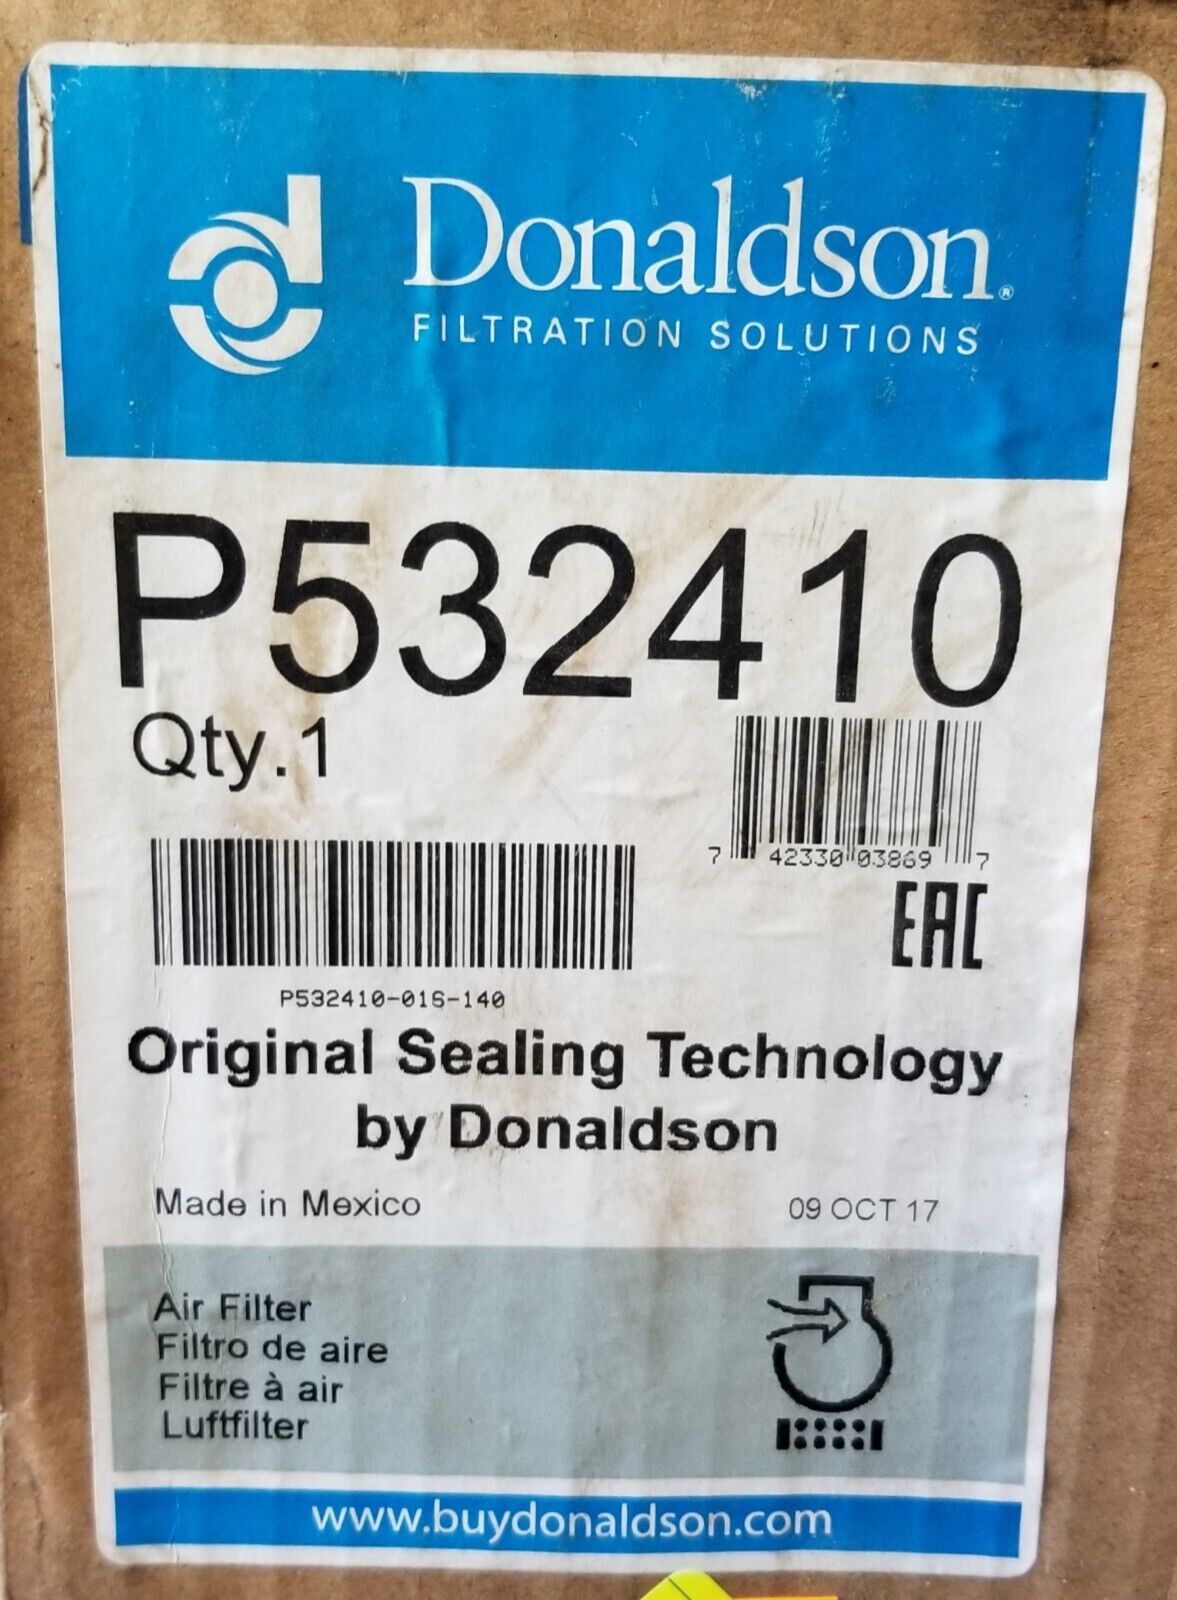 Donaldson®
FILTRATION SOLUTIONS
P532410
Qty.1
7 42330 03869 7
EAC
P532410-016-140
Original Sealing Technology
by Donaldson
Made in Mexico
09 OCT 17
Air Filter
Filtro de aire
Filtre à air
Luftfilter
www.buydonaldson.com